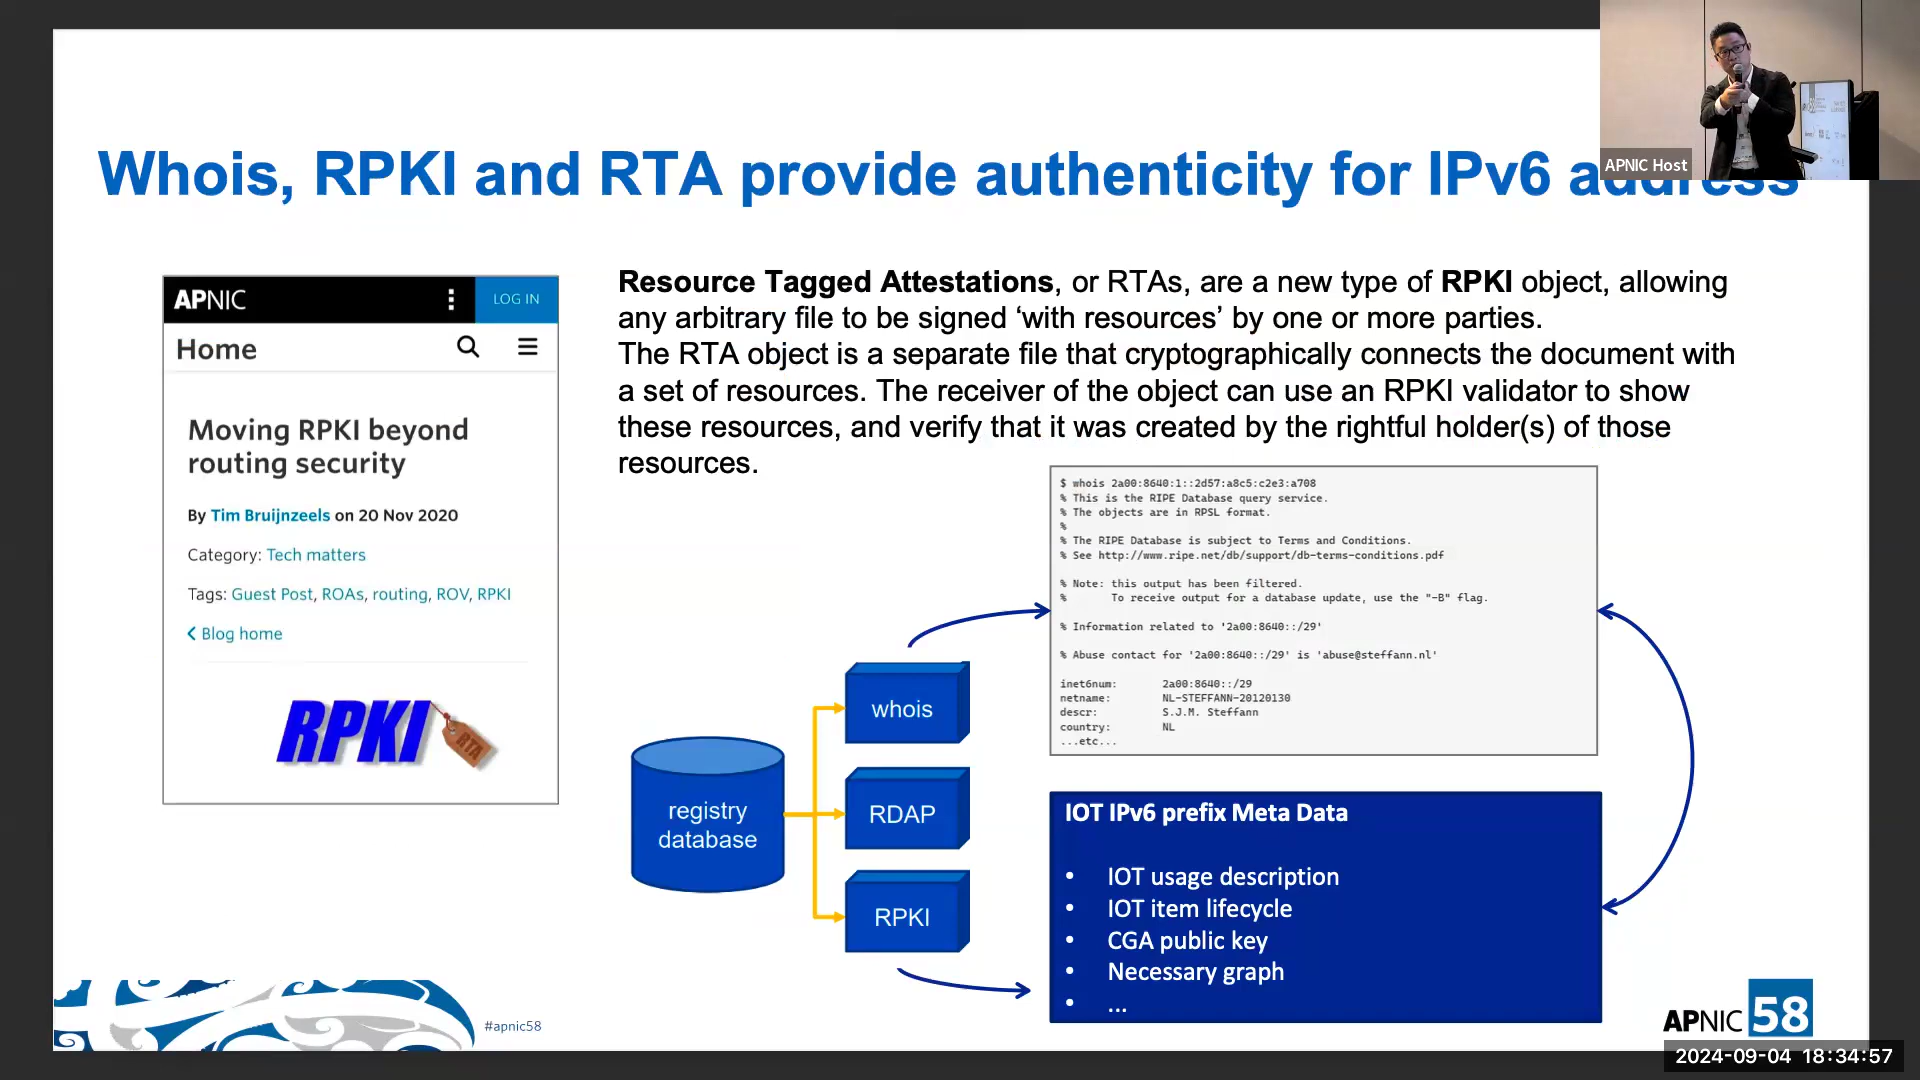 Whois, RPKI and RTA provide authenticity for IPv6 address
APNIC Host
APNIC
LOG IN
Home
Moving RPKI beyond
routing security
By Tim Bruijnzeels on 20 Nov 2020
Category: Tech matters
Tags: Guest Post, ROAs, routing, ROV, RPKI
Blog home
RPKI
RTA
Resource Tagged Attestations, or RTAs, are a new type of RPKI object, allowing
any arbitrary file to be signed ‘with resources’ by one or more parties.
The RTA object is a separate file that cryptographically connects the document with
a set of resources. The receiver of the object can use an RPKI validator to show
these resources, and verify that it was created by the rightful holder(s) of those
resources.
$ whois 2a00:8640:1::2d57:a8c5:c2e3:a708
% This is the RIPE Database query service.
% The objects are in RPSL format.
%
% The RIPE Database is subject to Terms and Conditions.
% See http://www.ripe.net/db/support/db-terms-conditions.pdf
% Note: this output has been filtered.
% To receive output for a database update, use the "-B" flag.
% Information related to '2a00:8640::/29'
% Abuse contact for '2a00:8640::/29' is 'abuse@steffann.nl'
inet6num: 2a00:8640::/29
netname: NL-STEFFANN-20120130
descr: S.J.M. Steffann
country: NL
...etc...
registry
database
whois
RDAP
RPKI
IOT IPv6 prefix Meta Data
• IOT usage description
• IOT item lifecycle
• CGA public key
• Necessary graph
• ...
#apnic58
APNIC 58
2024-09-04 18:34:57